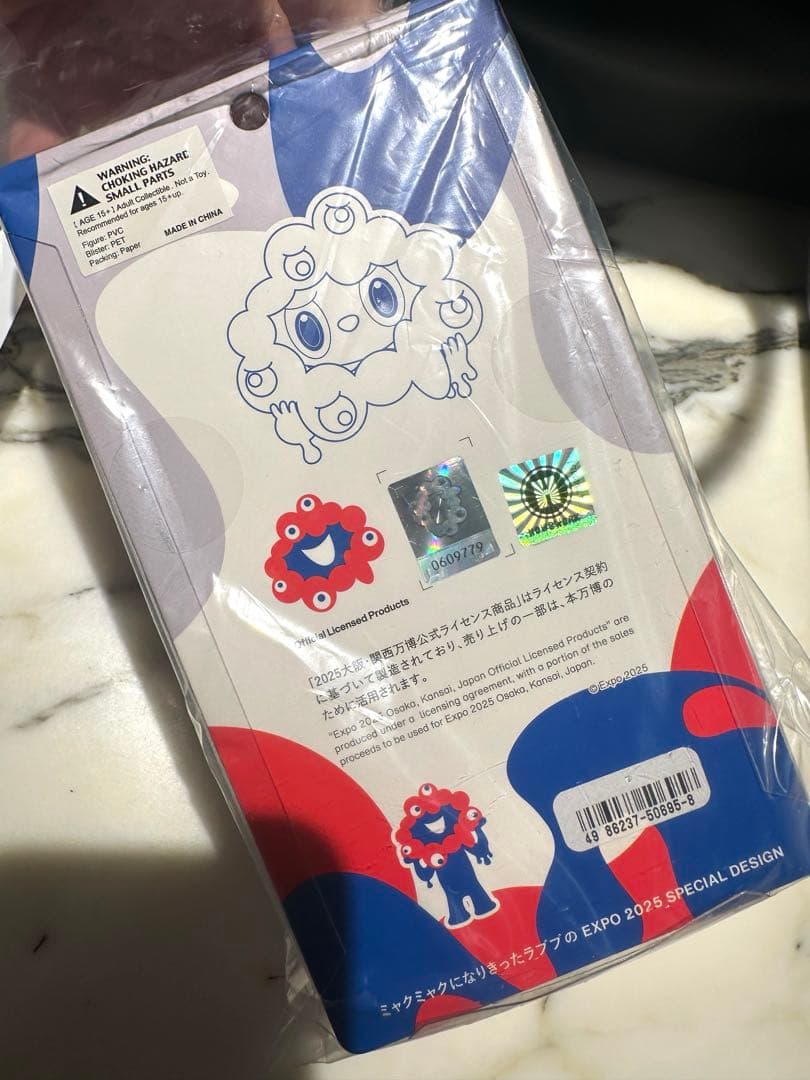 WARNING:
CHOKING HAZARD
SMALL PARTS
[ AGE 15+ ] Adult Collectible . Not a Toy.
Recommended for ages 15+up.
Figure: PVC
Blister: PET
Packing: Paper
MADE IN CHINA
0609779
HOW2WORK
Official Licensed Products
「2025大阪・関西万博公式ライセンス商品」はライセンス契約
に基づいて製造されており、売り上げの一部は、本万博の
ために活用されます。
"Expo 2025 Osaka, Kansai, Japan Official Licensed Products" are
produced under a licensing agreement, with a portion of the sales
proceeds to be used for Expo 2025 Osaka, Kansai, Japan.
©Expo 2025
49 86237-50695-8
ミャクミャクになりきったラブブの EXPO 2025 SPECIAL DESIGN